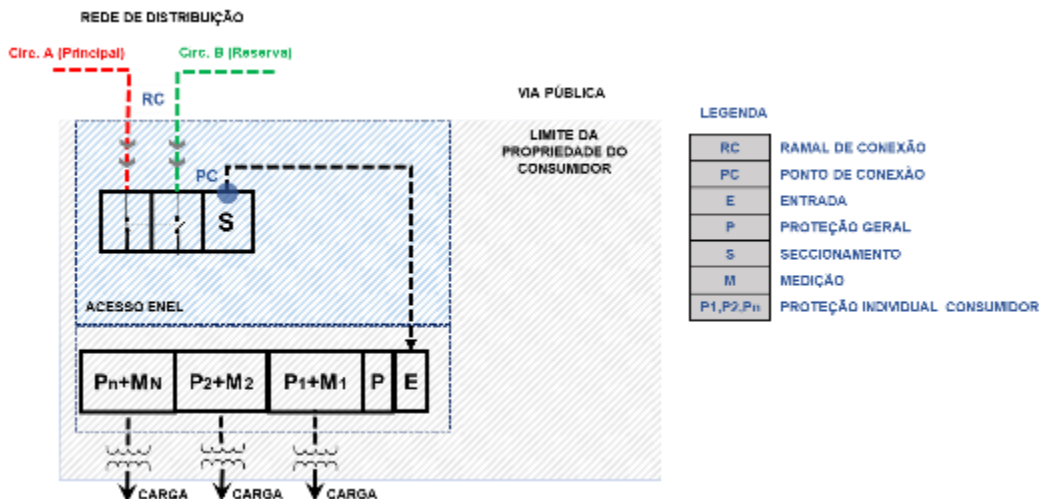 REDE DE DISTRIBUIÇÃO
Circ. A (Principal)
Circ. B (Reserva)
RC
VIA PÚBLICA
LIMITE DA
PROPRIEDADE DO
CONSUMIDOR
PC
S
ACESSO ENEL
Pn+MN
P2+M2
P1+M1
P
E
CARGA
CARGA
CARGA
LEGENDA
RC RAMAL DE CONEXÃO
PC PONTO DE CONEXÃO
E ENTRADA
P PROTEÇÃO GERAL
S SECCIONAMENTO
M MEDIÇÃO
P1,P2,Pn PROTEÇÃO INDIVIDUAL CONSUMIDOR